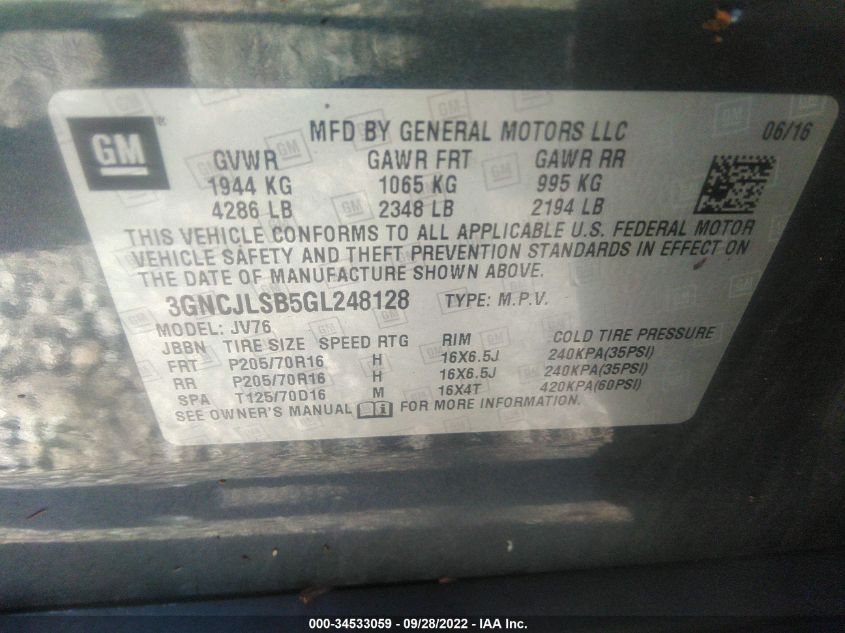 GM
MFD BY GENERAL MOTORS LLC 06/16
GVWR GAWR FRT GAWR RR
1944 KG 1065 KG 995 KG
4286 LB 2348 LB 2194 LB
THIS VEHICLE CONFORMS TO ALL APPLICABLE U.S. FEDERAL MOTOR
VEHICLE SAFETY AND THEFT PREVENTION STANDARDS IN EFFECT ON
THE DATE OF MANUFACTURE SHOWN ABOVE.
3GNCJLSB5GL248128 TYPE: M.P.V.
MODEL: JV76
JBBN TIRE SIZE SPEED RTG RIM COLD TIRE PRESSURE
FRT P205/70R16 H 16X6.5J 240KPA(35PSI)
RR P205/70R16 H 16X6.5J 240KPA(35PSI)
SPA T125/70D16 M 16X4T 420KPA(60PSI)
SEE OWNER'S MANUAL FOR MORE INFORMATION.
000-34533059 - 09/28/2022 - IAA Inc.